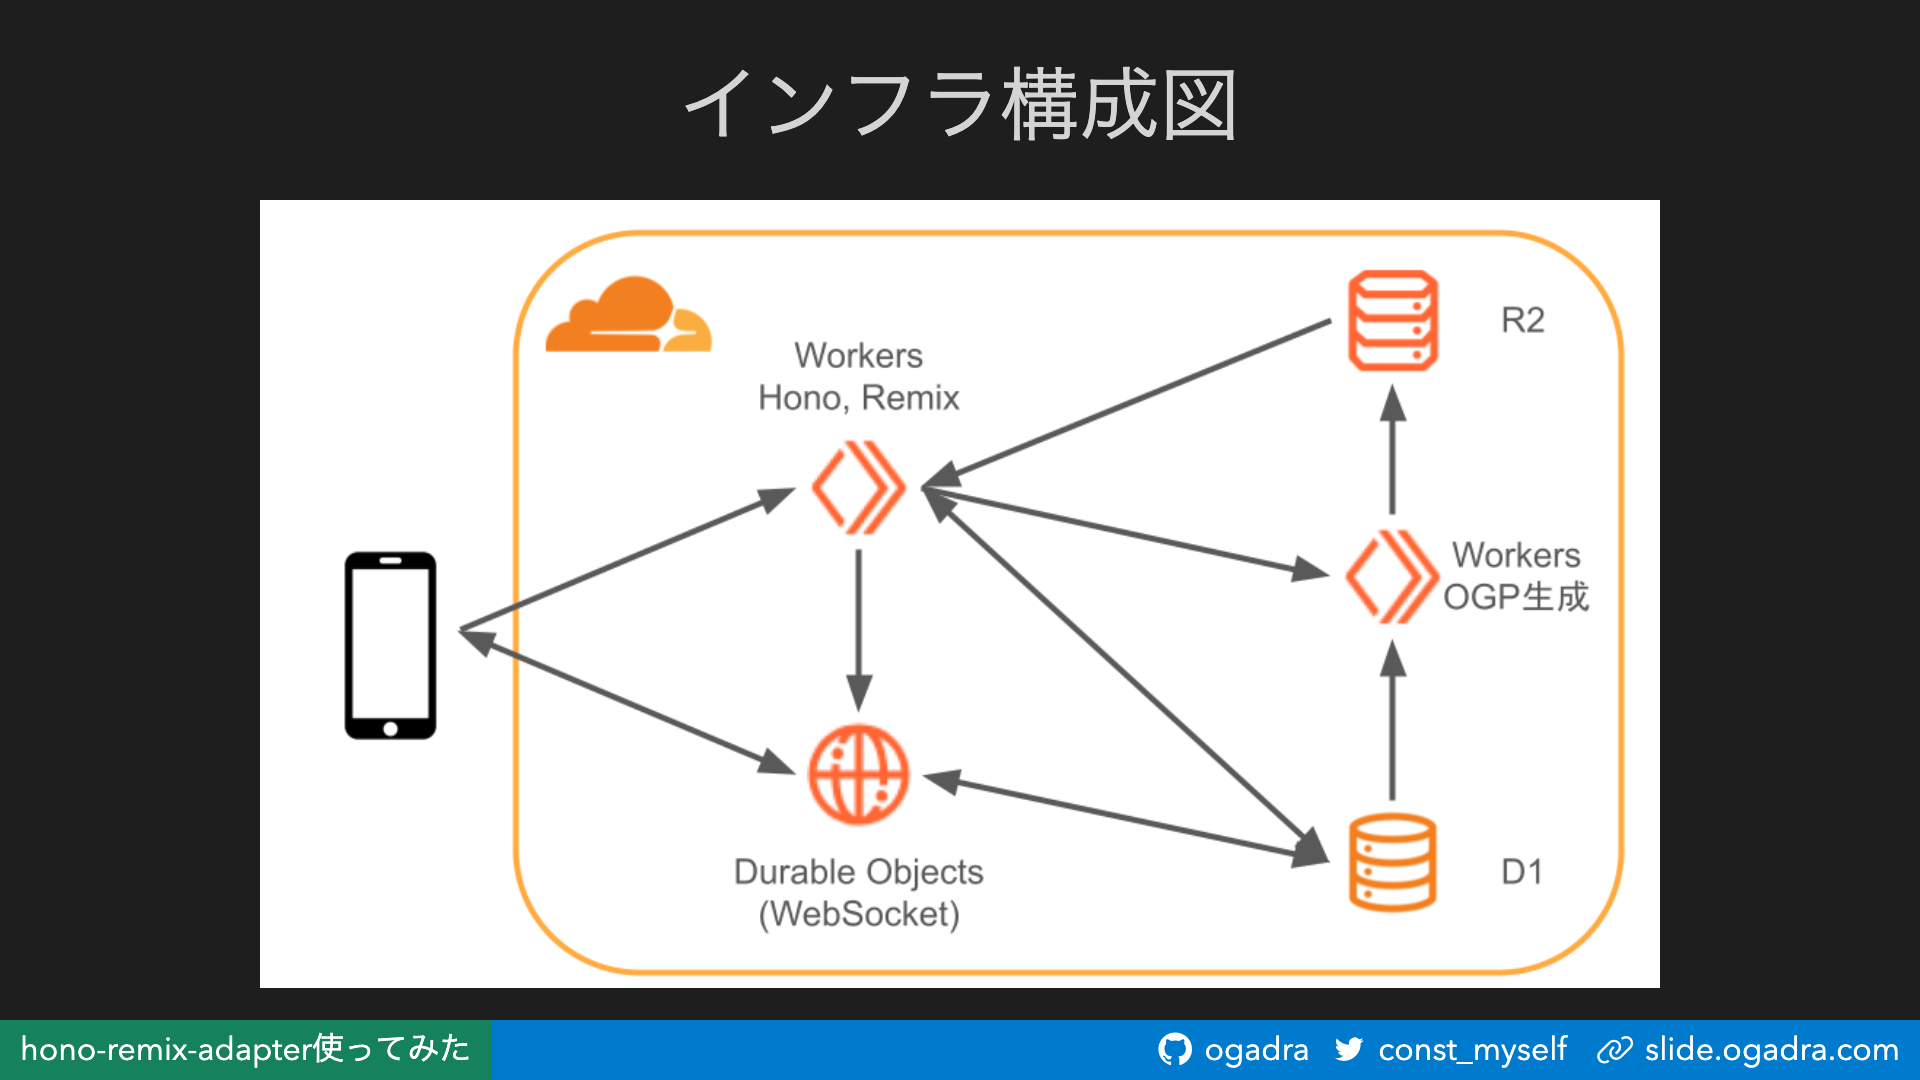 インフラ構成図
Workers
Hono, Remix
R2
Workers
OGP生成
Durable Objects
(WebSocket)
D1
hono-remix-adapter使ってみた
ogadra
const_myself
slide.ogadra.com